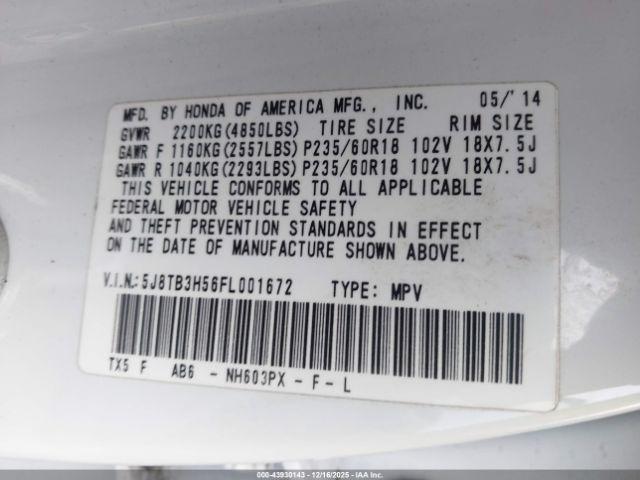 MFD. BY HONDA OF AMERICA MFG., INC. 05/'14
GVWR 2200KG(4850LBS) TIRE SIZE RIM SIZE
GAWR F 1160KG(2557LBS)P235/60R18 102V 18X7.5J
GAWR R 1040KG(2293LBS)P235/60R18 102V 18X7.5J
THIS VEHICLE CONFORMS TO ALL APPLICABLE
FEDERAL MOTOR VEHICLE SAFETY
AND THEFT PREVENTION STANDARDS IN EFFECT
ON THE DATE OF MANUFACTURE SHOWN ABOVE.
V.I.N.:5J8TB3H56FL001672 TYPE: MPV
TX5 F AB6 - NH603PX - F - L
000-43930143 - 12/16/2025 - IAAI.COM